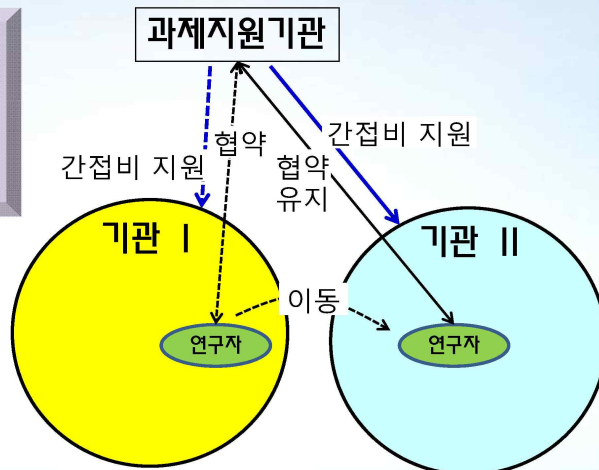 과제지원기관
협약
간접비 지원
간접비 지원
협약
유지
기관 Ⅰ
기관 Ⅱ
이동
연구자
연구자